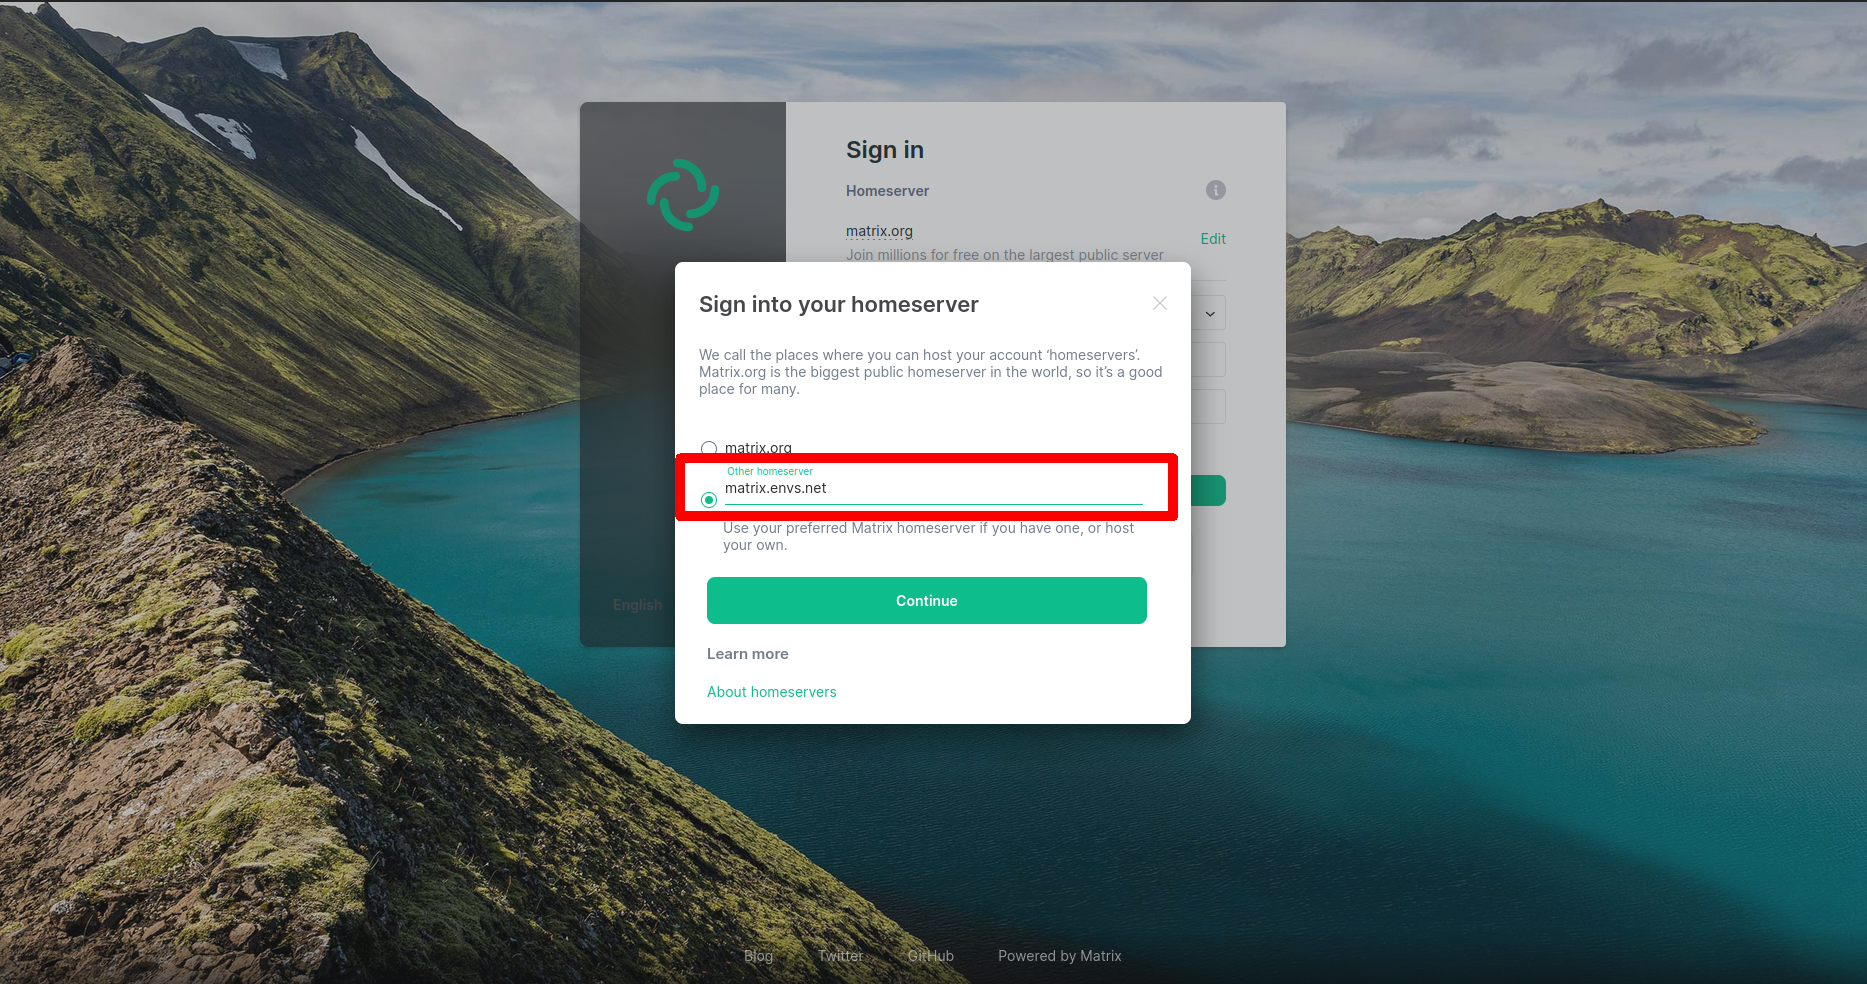 Sign in
Homeserver
matrix.org
Edit
Join millions for free on the largest public server
Sign into your homeserver
We call the places where you can host your account ‘homeservers’.
Matrix.org is the biggest public homeserver in the world, so it’s a good
place for many.
matrix.org
Other homeserver
matrix.envs.net
Use your preferred Matrix homeserver if you have one, or host
your own.
Continue
English
Learn more
About homeservers
Blog Twitter GitHub Powered by Matrix